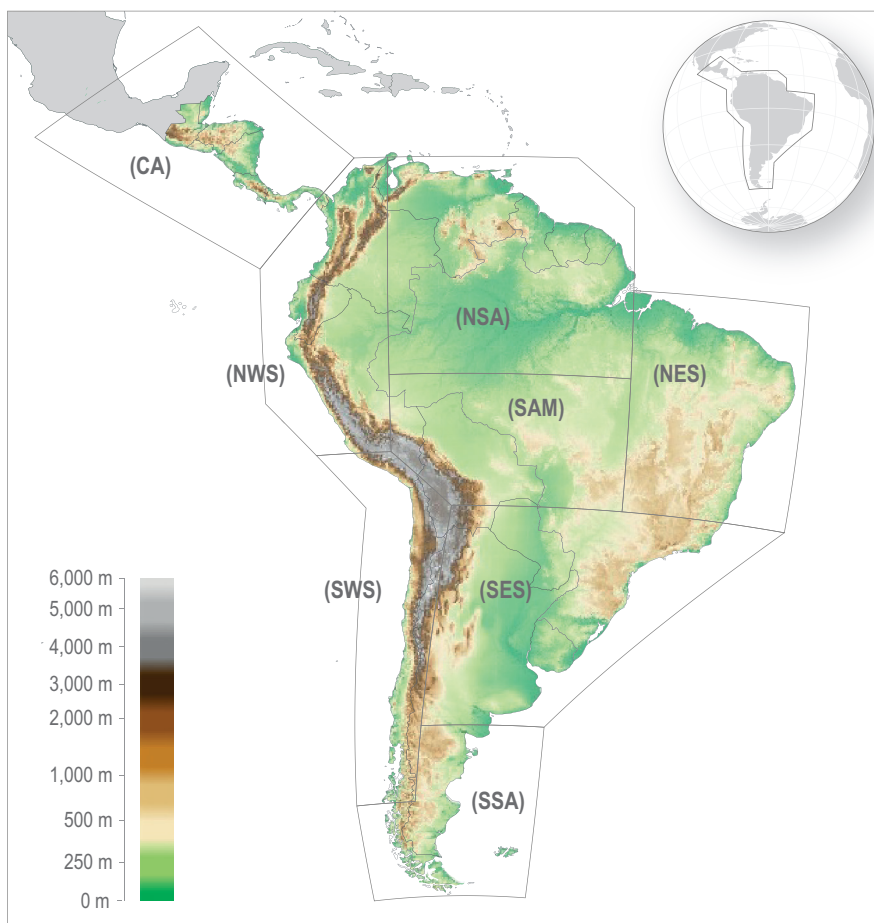 (CA)
(NSA)
(NWS)
(NES)
(SAM)
(SWS)
(SES)
(SSA)
6,000 m
5,000 m
4,000 m
3,000 m
2,000 m
1,000 m
500 m
250 m
0 m